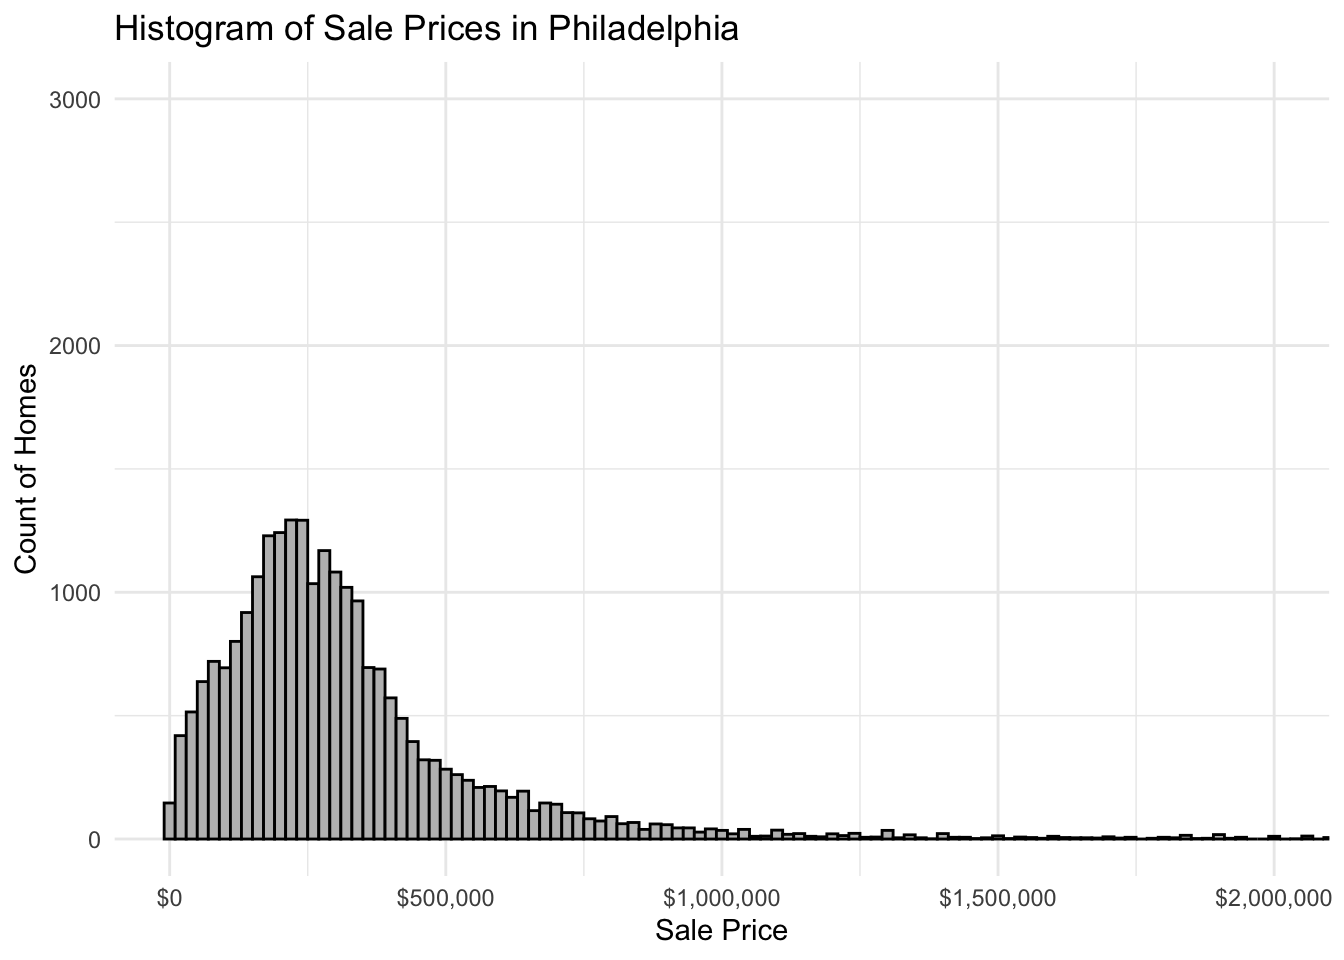 Histogram of Sale Prices in Philadelphia
Count of Homes
3000
2000
1000
0
$0 $500,000 $1,000,000 $1,500,000 $2,000,000
Sale Price